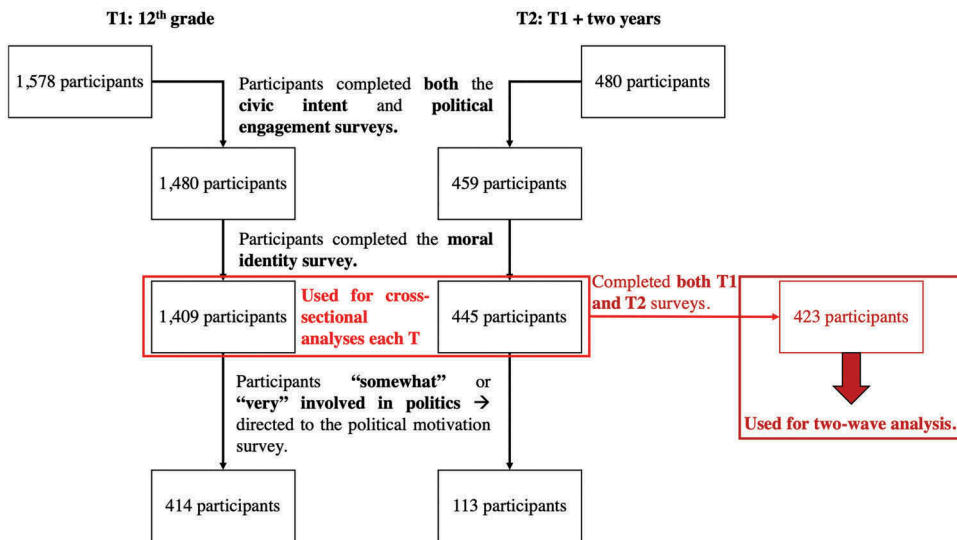 T1: 12th grade
T2: T1 + two years
1,578 participants
480 participants
Participants completed both the
civic intent and political
engagement surveys.
1,480 participants
459 participants
Participants completed the moral
identity survey.
1,409 participants
Used for cross-
sectional
analyses each T
445 participants
Completed both T1
and T2 surveys.
423 participants
Used for two-wave analysis.
Participants “somewhat” or
“very” involved in politics →
directed to the political motivation
survey.
414 participants
113 participants